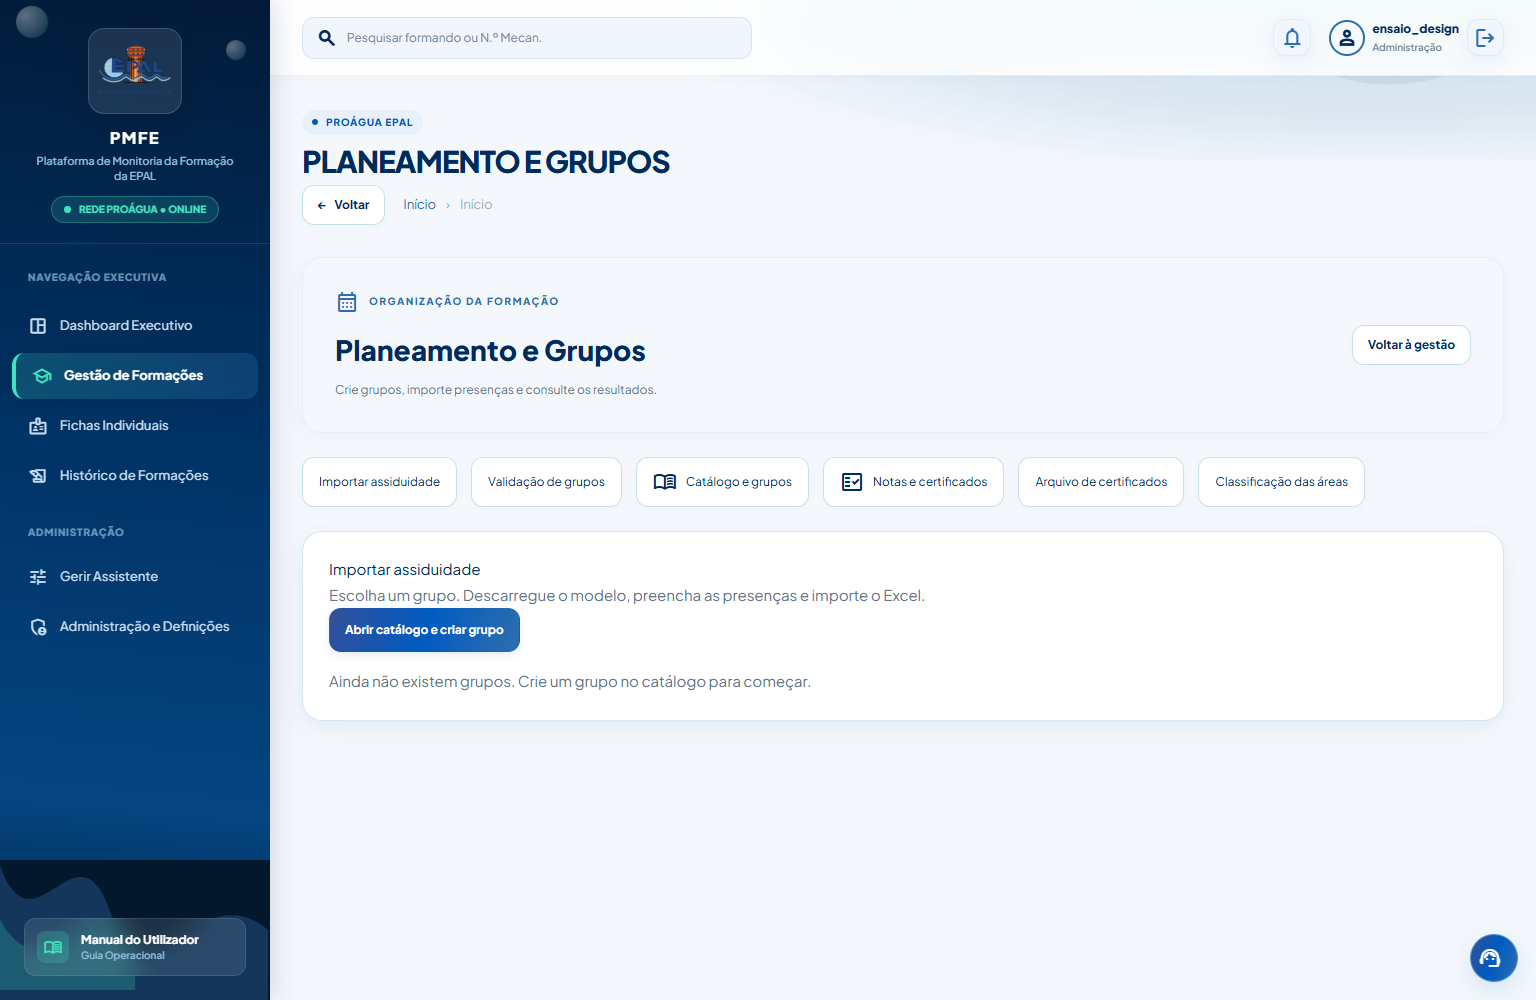 Pesquisar formando ou N.º Mecan.
ensaio_design
Administração
EPAL
PMFE
Plataforma de Monitoria da Formação
da EPAL
REDE PROÁGUA ● ONLINE
NAVEGAÇÃO EXECUTIVA
Dashboard Executivo
Gestão de Formações
Fichas Individuais
Histórico de Formações
ADMINISTRAÇÃO
Gerir Assistente
Administração e Definições
Manual do Utilizador
Guia Operacional
PROÁGUA EPAL
PLANEAMENTO E GRUPOS
← Voltar
Início › Início
ORGANIZAÇÃO DA FORMAÇÃO
Planeamento e Grupos
Crie grupos, importe presenças e consulte os resultados.
Voltar à gestão
Importar assiduidade
Validação de grupos
Catálogo e grupos
Notas e certificados
Arquivo de certificados
Classificação das áreas
Importar assiduidade
Escolha um grupo. Descarregue o modelo, preencha as presenças e importe o Excel.
Abrir catálogo e criar grupo
Ainda não existem grupos. Crie um grupo no catálogo para começar.